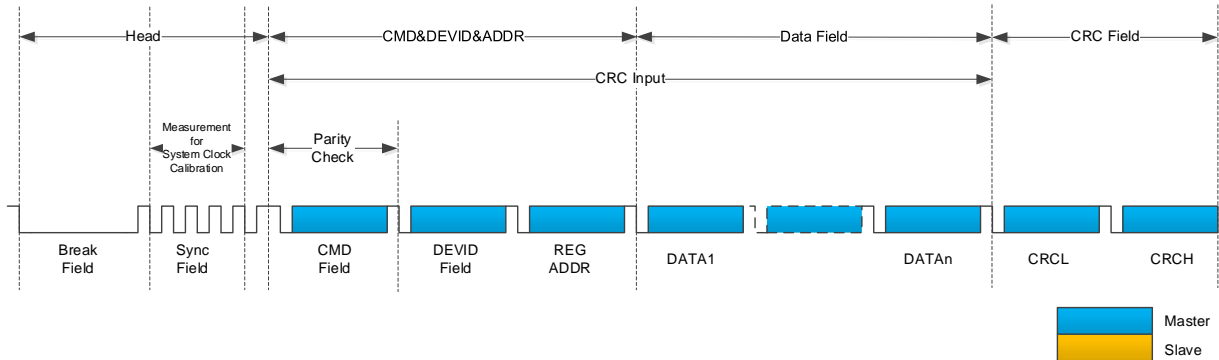 Head
CMD&DEVID&ADDR
Data Field
CRC Field
CRC Input
Measurement
for
System Clock
Calibration
Parity
Check
Break
Field
Sync
Field
CMD
Field
DEVID
Field
REG
ADDR
DATA1
DATAn
CRCL
CRCH
Master
Slave